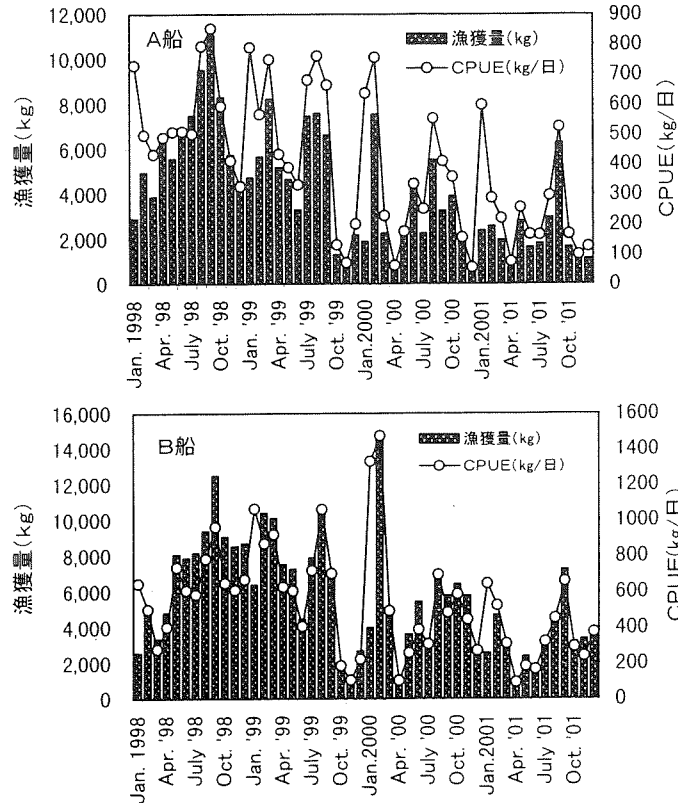 A船
漁獲量(kg)
CPUE(kg/日)
12,000
10,000
8,000
6,000
4,000
2,000
0
漁獲量(kg)
900
800
700
600
500
400
300
200
100
0
CPUE(kg/日)
Jan. 1998
Apr. '98
July '98
Oct. '98
Jan. '99
Apr. '99
July '99
Oct. '99
Jan.2000
Apr. '00
July '00
Oct. '00
Jan.2001
Apr. '01
July '01
Oct. '01
B船
漁獲量(kg)
CPUE(kg/日)
16,000
14,000
12,000
10,000
8,000
6,000
4,000
2,000
0
漁獲量(kg)
1600
1400
1200
1000
800
600
400
200
0
CPUE(kg/日)
Jan. 1998
Apr. '98
July '98
Oct. '98
Jan. '99
Apr. '99
July '99
Oct. '99
Jan.2000
Apr. '00
July '00
Oct. '00
Jan.2001
Apr. '01
July '01
Oct. '01